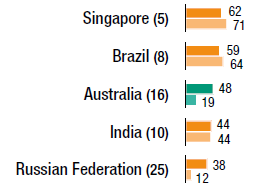 Singapore (5) 62
71
Brazil (8) 59
64
Australia (16) 48
19
India (10) 44
44
Russian Federation (25) 38
12